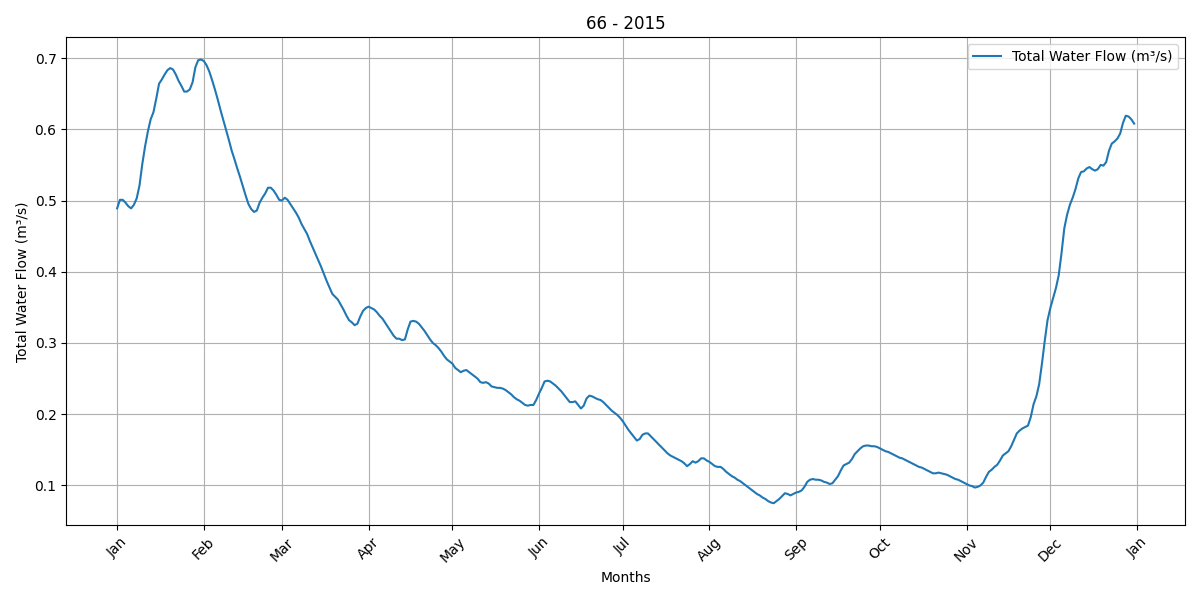 66 - 2015
Total Water Flow (m³/s)
Total Water Flow (m³/s)
0.7
0.6
0.5
0.4
0.3
0.2
0.1
Jan
Feb
Mar
Apr
May
Jun
Jul
Aug
Sep
Oct
Nov
Dec
Jan
Months